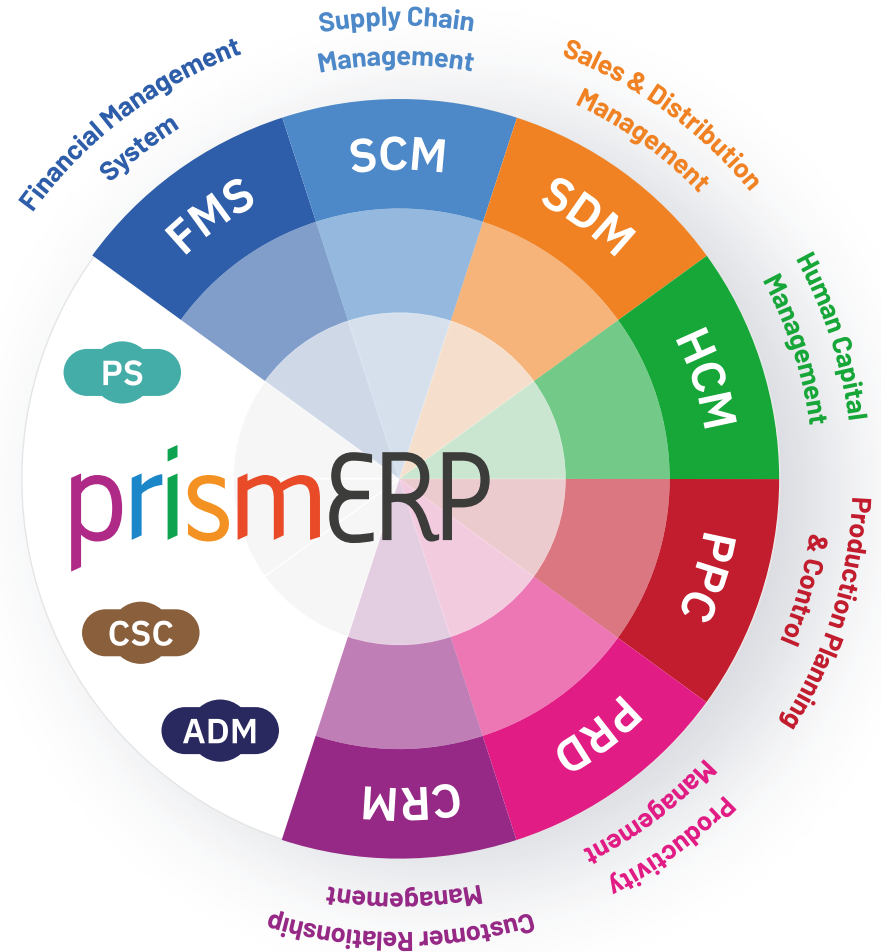 Financial Management
System
FMS
Supply Chain
Management
SCM
Sales & Distribution
Management
SDM
Human Capital
Management
HCM
Production Planning
& Control
PPC
Productivity
Management
PRD
Customer Relationship
Management
CRM
PS
prismERP
CSC
ADM